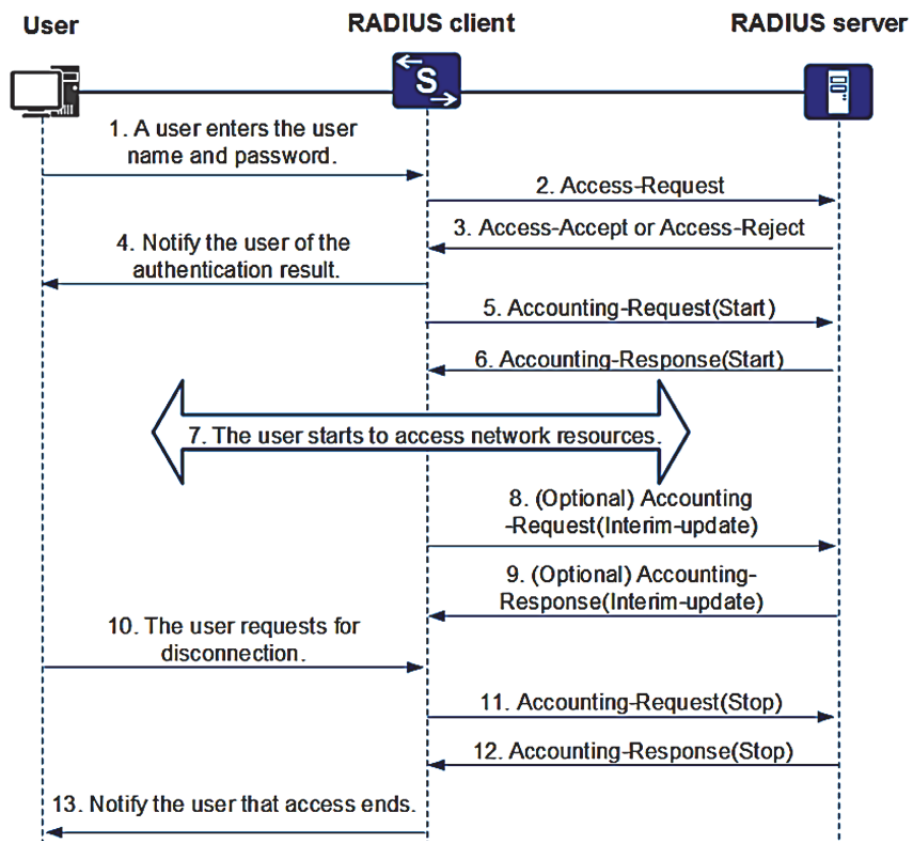 User
RADIUS client
RADIUS server
S
1. A user enters the user
name and password.
2. Access-Request
3. Access-Accept or Access-Reject
4. Notify the user of the
authentication result.
5. Accounting-Request(Start)
6. Accounting-Response(Start)
7. The user starts to access network resources.
8. (Optional) Accounting
-Request(Interim-update)
9. (Optional) Accounting-
Response(Interim-update)
10. The user requests for
disconnection.
11. Accounting-Request(Stop)
12. Accounting-Response(Stop)
13. Notify the user that access ends.